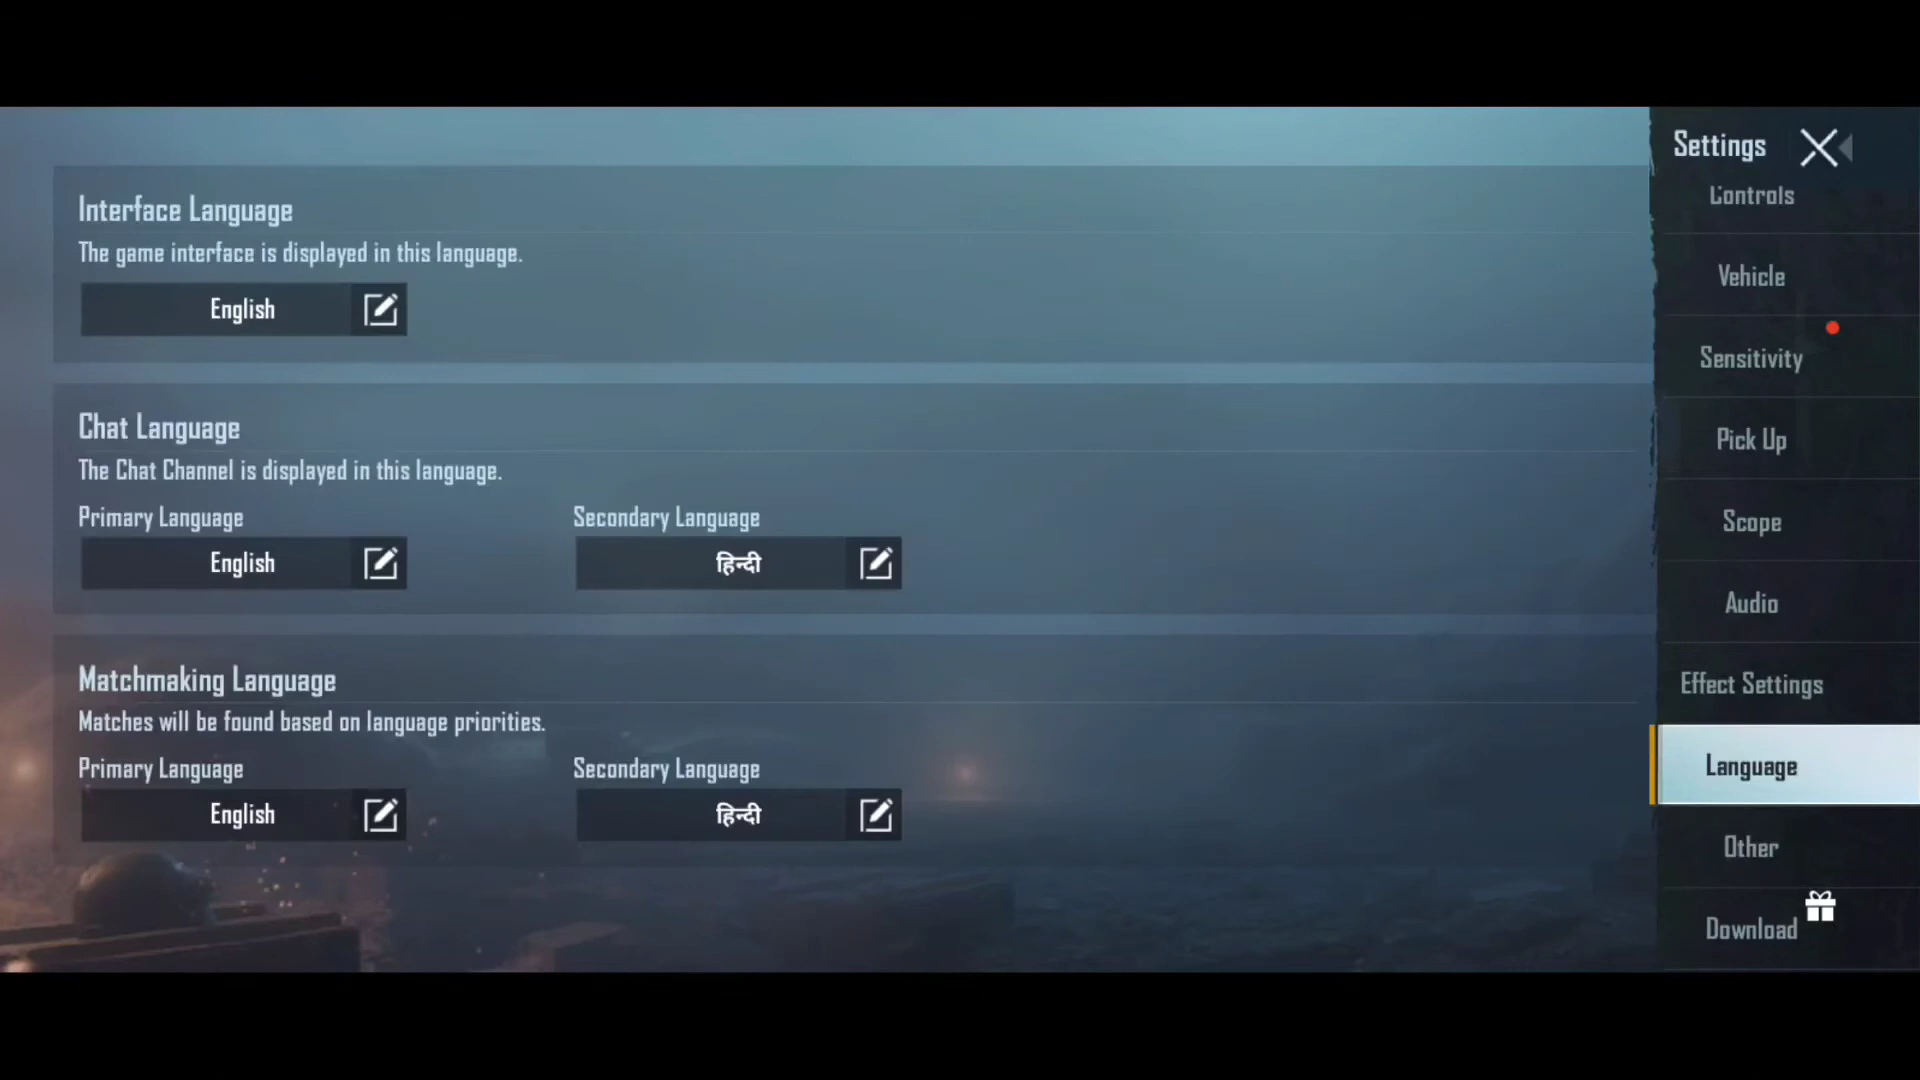 Settings
Controls
Vehicle
Sensitivity
Pick Up
Scope
Audio
Effect Settings
Language
Other
Download
Interface Language
The game interface is displayed in this language.
English
Chat Language
The Chat Channel is displayed in this language.
Primary Language
Secondary Language
English
हिन्दी
Matchmaking Language
Matches will be found based on language priorities.
Primary Language
Secondary Language
English
हिन्दी